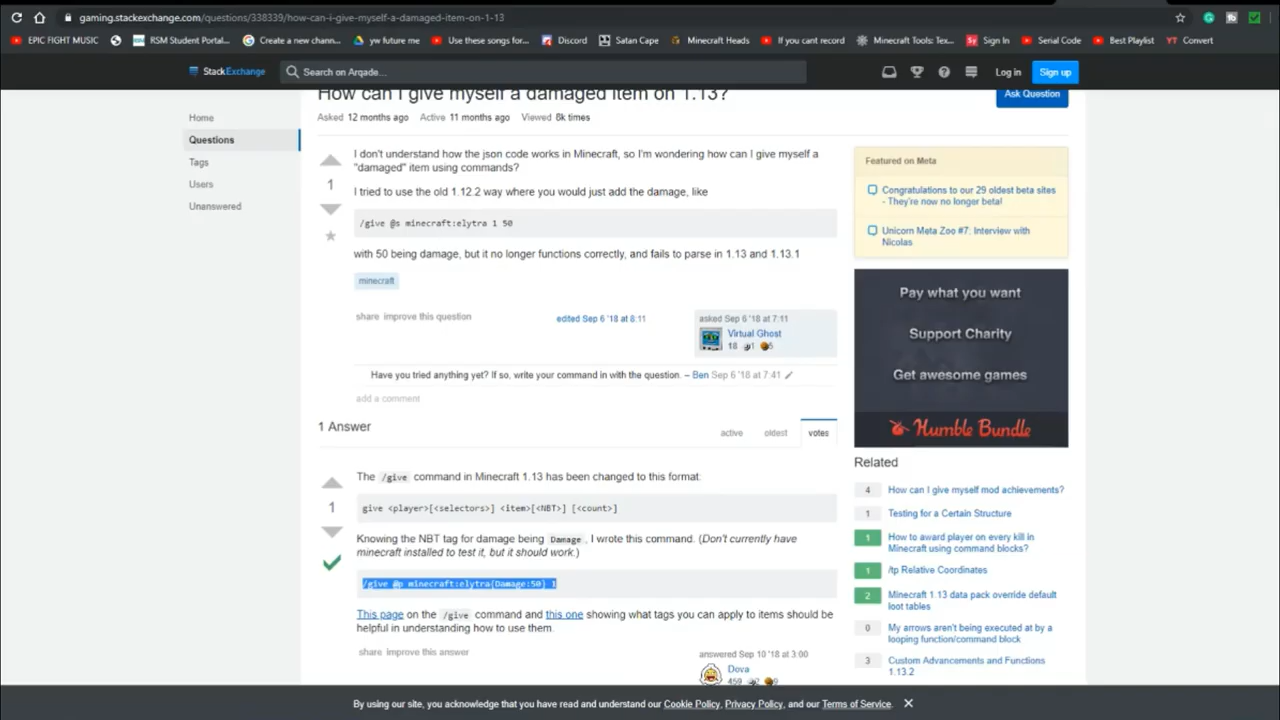 gaming.stackexchange.com/questions/338339/how-can-i-give-myself-a-damaged-item-on-1-13
EPIC FIGHT MUSIC
RSM Student Portal...
Create a new chann...
yw future me
Use these songs for...
Discord
Satan Cape
Minecraft Heads
If you cant record
Minecraft Tools: Tex...
Sign In
Serial Code
Best Playlist
YT Convert
StackExchange
Search on Arqade...
Log in
Sign up
How can I give myself a damaged item on 1.13?
Ask Question
Asked 12 months ago Active 11 months ago Viewed 8k times
Home
Questions
Tags
Users
Unanswered
1
I don't understand how the json code works in Minecraft, so I'm wondering how can I give myself a
"damaged" item using commands?
I tried to use the old 1.12.2 way where you would just add the damage, like
/give @s minecraft:elytra 1 50
with 50 being damage, but it no longer functions correctly, and fails to parse in 1.13 and 1.13.1
minecraft
share improve this question
edited Sep 6 '18 at 8:11
asked Sep 6 '18 at 7:11
Virtual Ghost
18 1 5
Have you tried anything yet? If so, write your command in with the question. – Ben Sep 6 '18 at 7:41
add a comment
1 Answer
active
oldest
votes
1
The /give command in Minecraft 1.13 has been changed to this format:
give <player>[<selectors>] <item>[<NBT>] [<count>]
Knowing the NBT tag for damage being Damage, I wrote this command. (Don't currently have
minecraft installed to test it, but it should work.)
/give @p minecraft:elytra{Damage:50} 1
This page on the /give command and this one showing what tags you can apply to items should be
helpful in understanding how to use them.
share improve this answer
answered Sep 10 '18 at 3:00
Dova
459 2 9
Featured on Meta
Congratulations to our 29 oldest beta sites
- They're now no longer beta!
Unicorn Meta Zoo #7: Interview with
Nicolas
Pay what you want
Support Charity
Get awesome games
Humble Bundle
Related
4 How can I give myself mod achievements?
1 Testing for a Certain Structure
1 How to award player on every kill in
Minecraft using command blocks?
1 /tp Relative Coordinates
2 Minecraft 1.13 data pack override default
loot tables
0 My arrows aren't being executed at by a
looping function/command block
3 Custom Advancements and Functions
1.13.2
By using our site, you acknowledge that you have read and understand our Cookie Policy, Privacy Policy, and our Terms of Service.